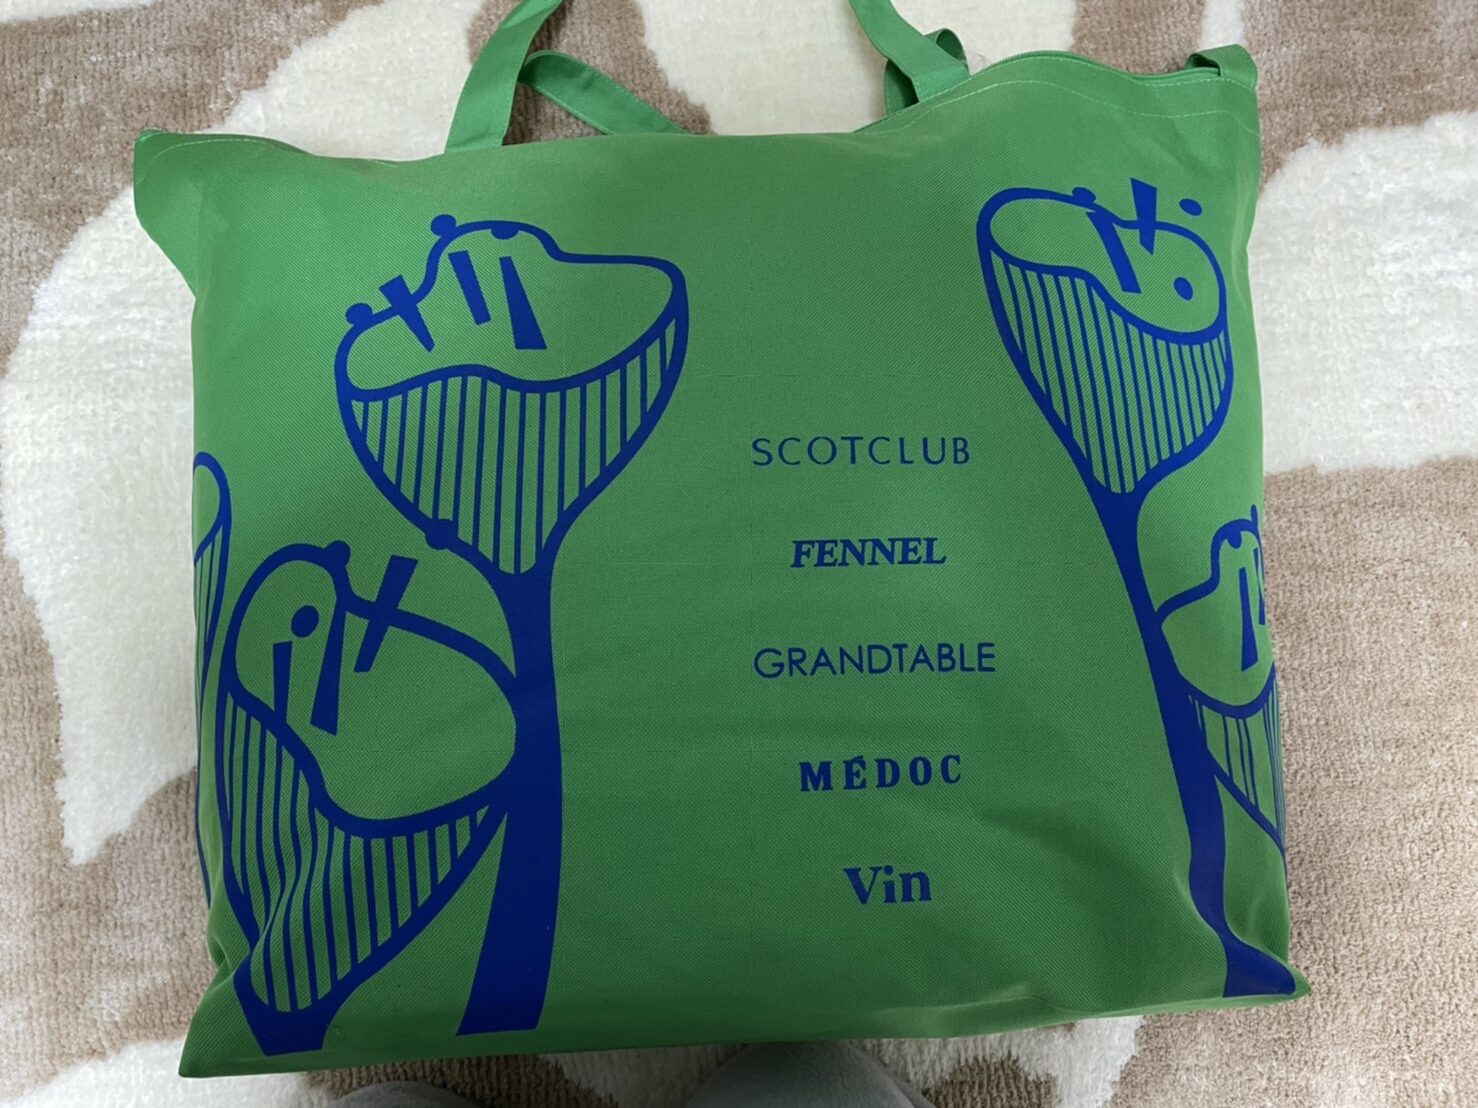 SCOTCLUB
FENNEL
GRANDTABLE
MÉDOC
Vin